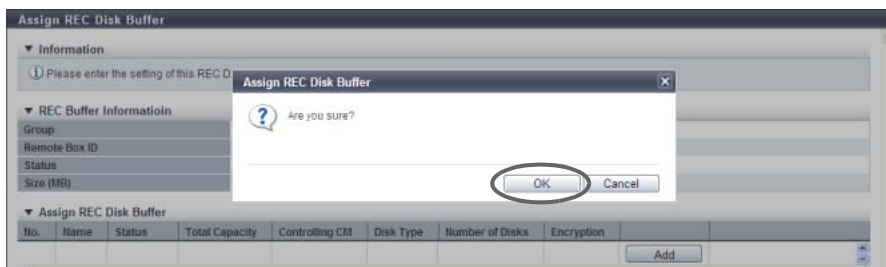 Assign REC Disk Buffer
Information
Please enter the setting of this REC D
Assign REC Disk Buffer
Are you sure?
OK Cancel
REC Buffer Informatioin
Group
Remote Box ID
Status
Size (MB)
Assign REC Disk Buffer
No. Name Status Total Capacity Controlling CM Disk Type Number of Disks Encryption
Add